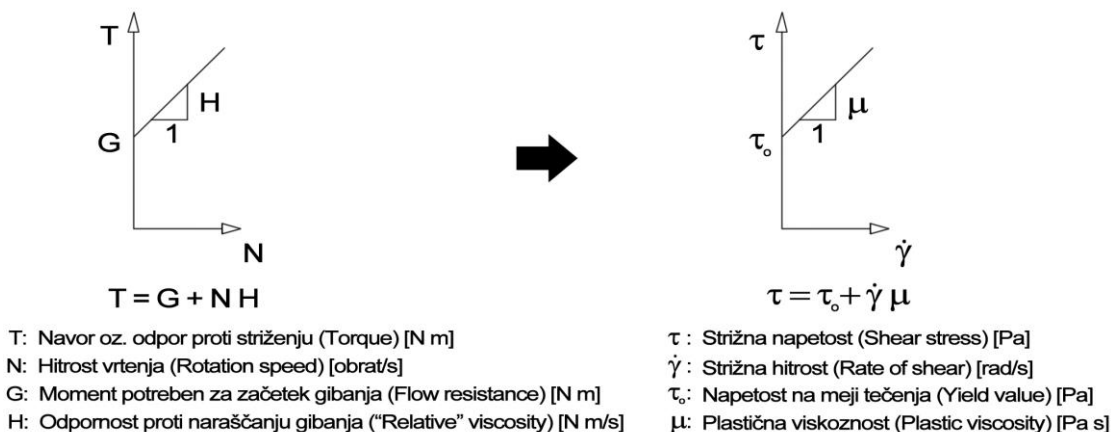 T
H
1
G
N
T = G + N H
T: Navor oz. odpor proti striženju (Torque) [N m]
N: Hitrost vrtenja (Rotation speed) [obrat/s]
G: Moment potreben za začetek gibanja (Flow resistance) [N m]
H: Odpornost proti naraščanju gibanja (“Relative” viscosity) [N m/s]
τ
μ
1
τₒ
γ̇
τ = τₒ + γ̇ μ
τ : Strižna napetost (Shear stress) [Pa]
γ̇ : Strižna hitrost (Rate of shear) [rad/s]
τₒ: Napetost na meji tečenja (Yield value) [Pa]
μ: Plastična viskoznost (Plastic viscosity) [Pa s]